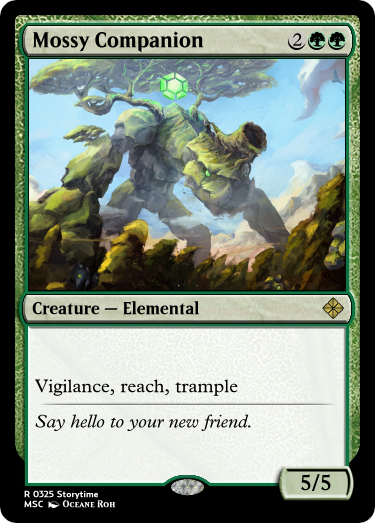 Mossy Companion 2
Creature — Elemental
Vigilance, reach, trample
Say hello to your new friend.
5/5
R 0325 Storytime
MSC Oceane Roh